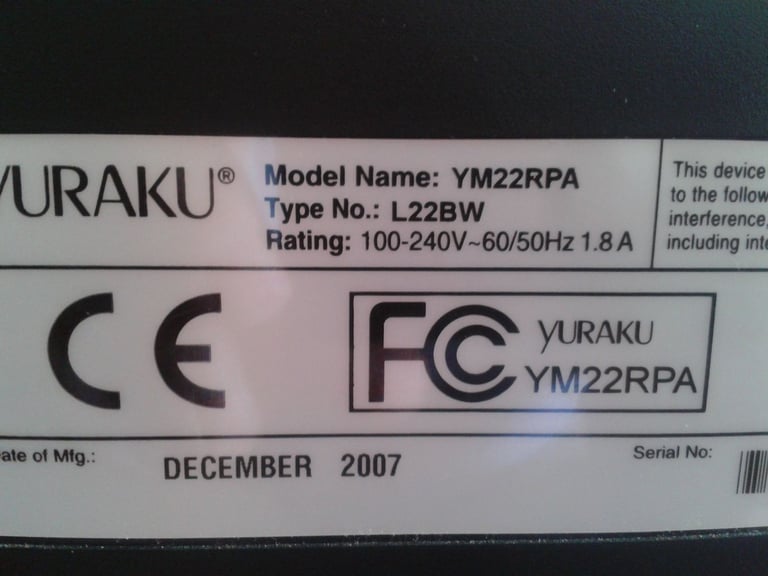 YURAKU®
Model Name: YM22RPA
Type No.: L22BW
Rating: 100-240V~60/50Hz 1.8 A
This device
to the follow
interference,
including inte
CE
FC YURAKU
YM22RPA
ate of Mfg.:
DECEMBER 2007
Serial No: